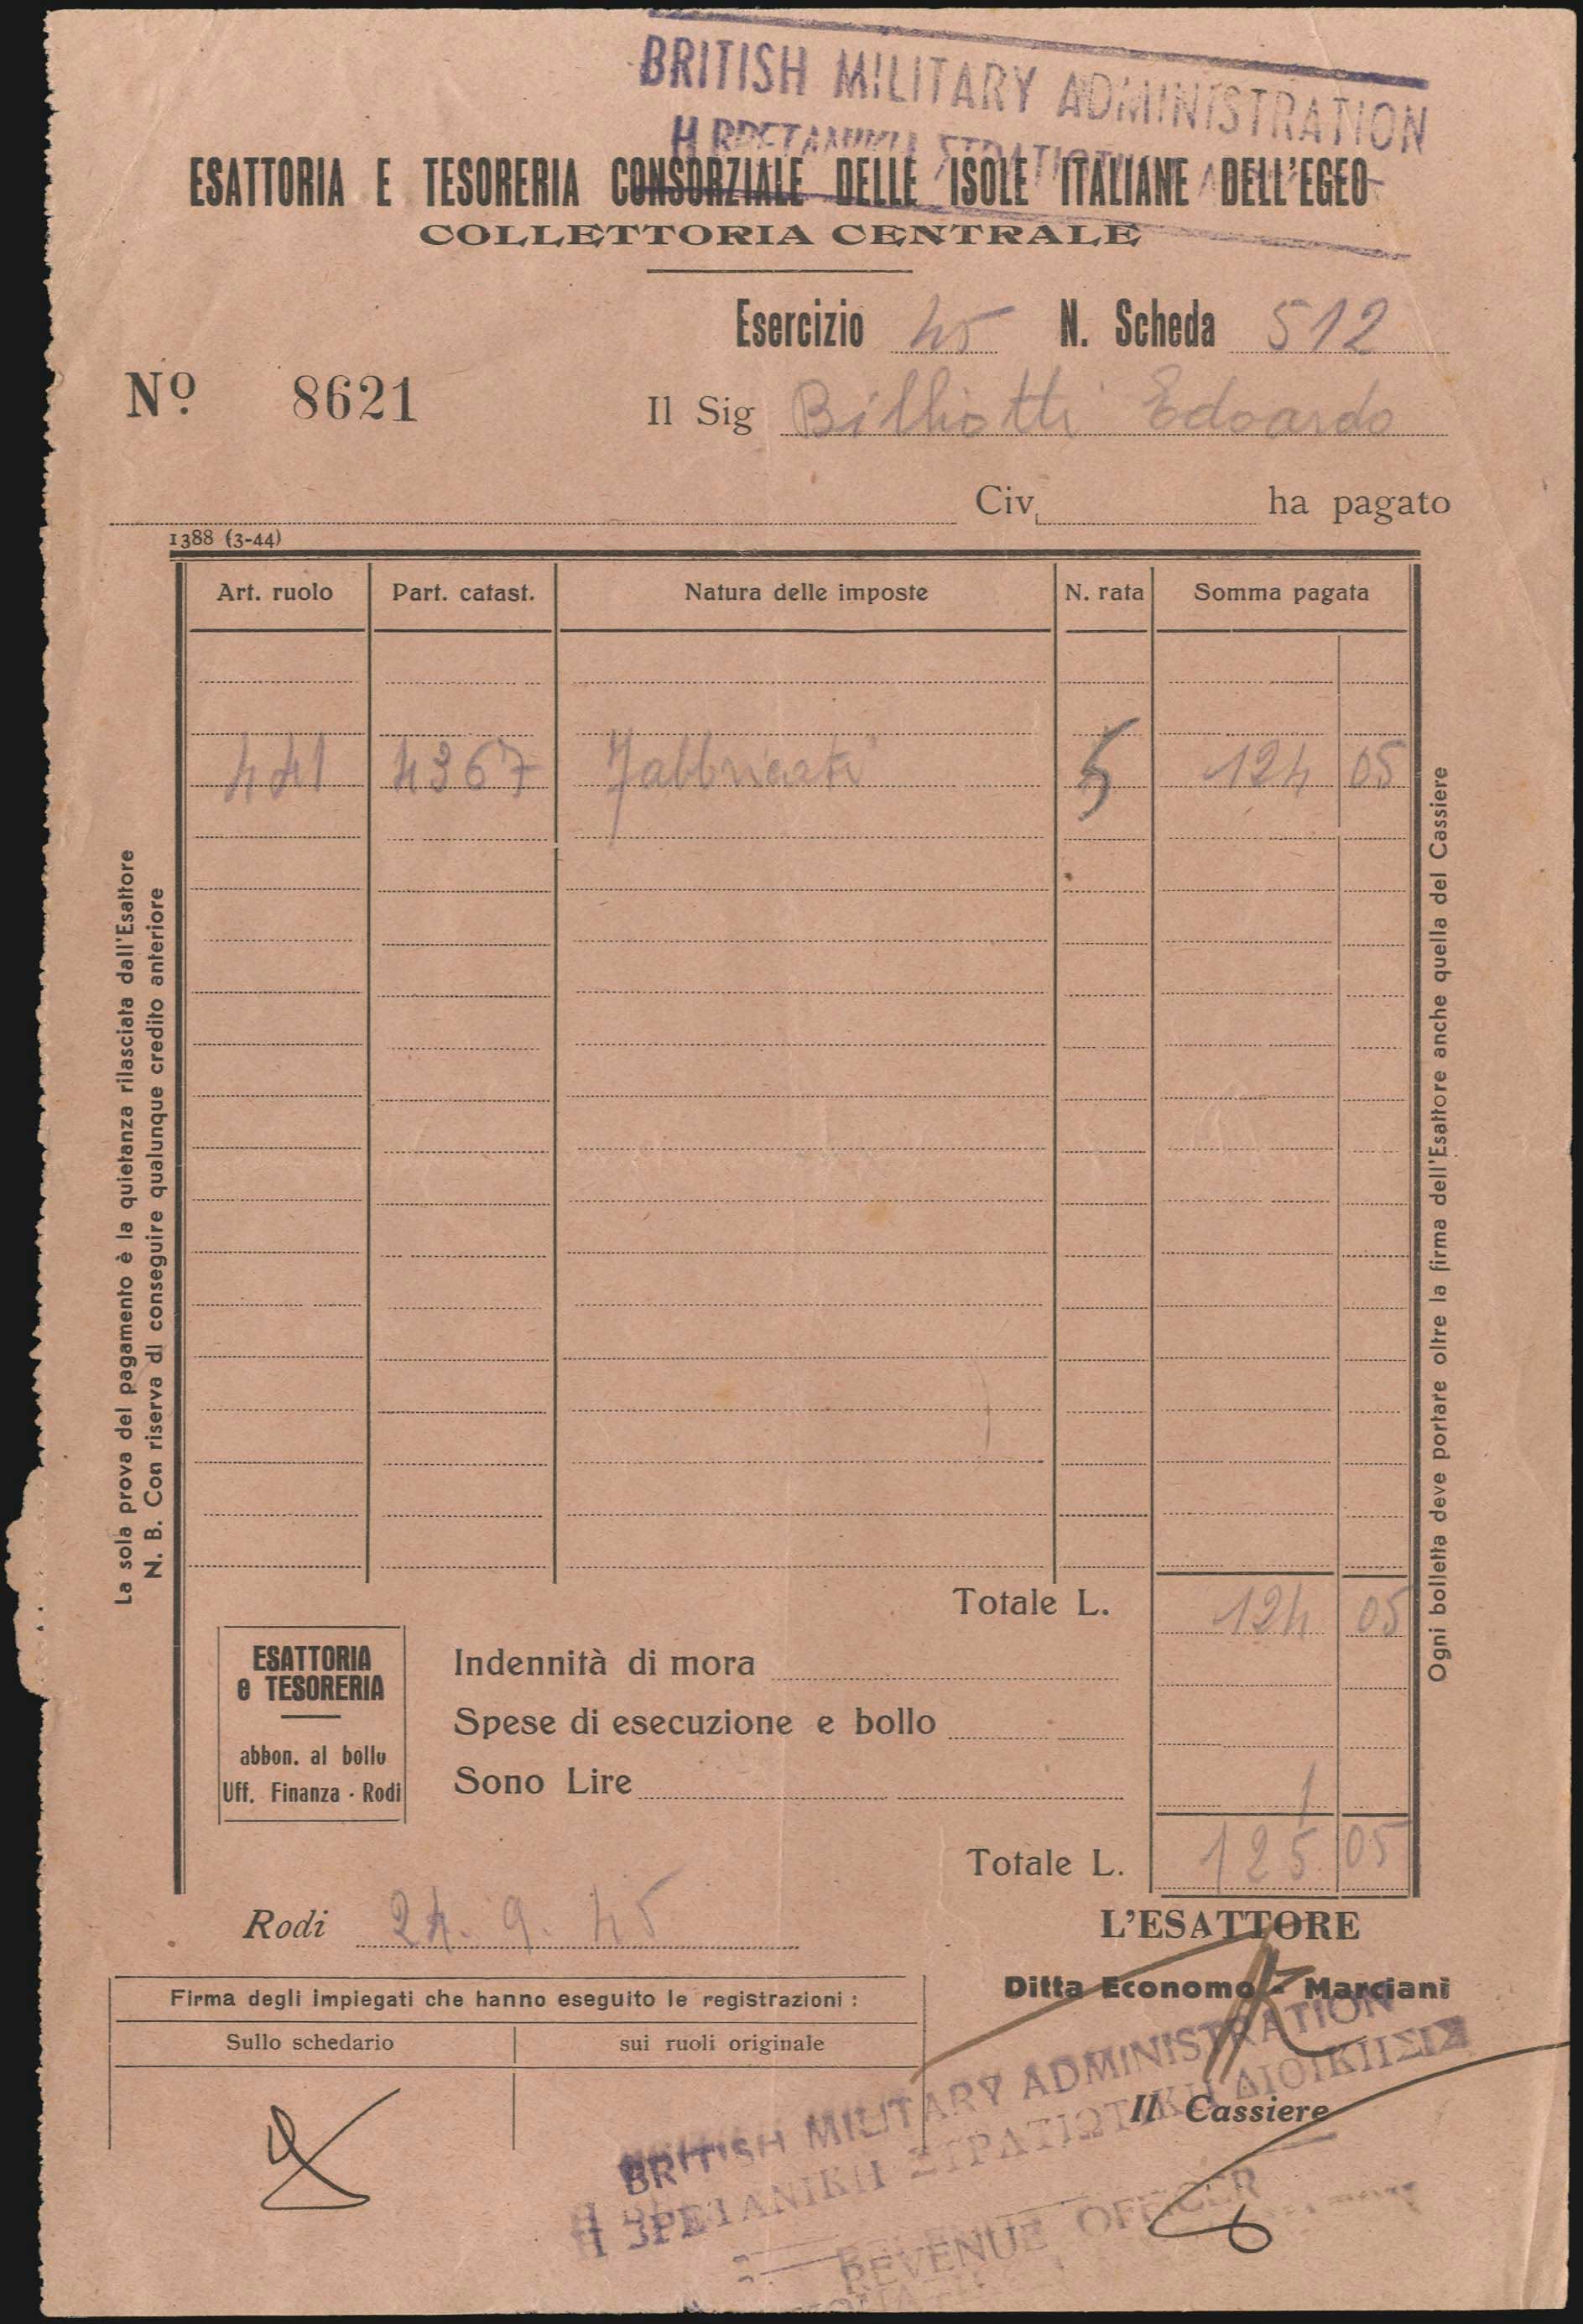 BRITISH MILITARY ADMINISTRATION
Η ΒΡΕΤΑΝΙΚΗ
ESATTORIA E TESORERIA CONSORZIALE DELLE ISOLE ITALIANE DELL'EGEO
COLLETTORIA CENTRALE
Esercizio 45 N. Scheda 512
Nº. 8621
Il Sig Billiotti Edoardo
Civ. ha pagato
1388 (3-44)
Art. ruolo Part. catast. Natura delle imposte N. rata Somma pagata
441 4367 Fabbricati 5 124 05
La sola prova del pagamento è la quietanza rilasciata dall'Esattore
N. B. Con riserva di conseguire qualunque credito anteriore
Ogni bolletta deve portare oltre la firma dell'Esattore anche quella del Cassiere
Totale L. 124 05
ESATTORIA
e TESORERIA
abbon. al bollo
Uff. Finanza - Rodi
Indennità di mora
Spese di esecuzione e bollo
Sono Lire 1
Totale L. 125 05
Rodi 24. 9. 45
L'ESATTORE
Ditta Economo - Marciani
Firma degli impiegati che hanno eseguito le registrazioni :
Sullo schedario sui ruoli originale
Il Cassiere
BRITISH MILITARY ADMINISTRATION
Η ΒΡΕΤΑΝΙΚΗ ΣΤΡΑΤΙΩΤΙΚΗ ΔΙΟΙΚΗΣΙΣ
REVENUE OFFICER